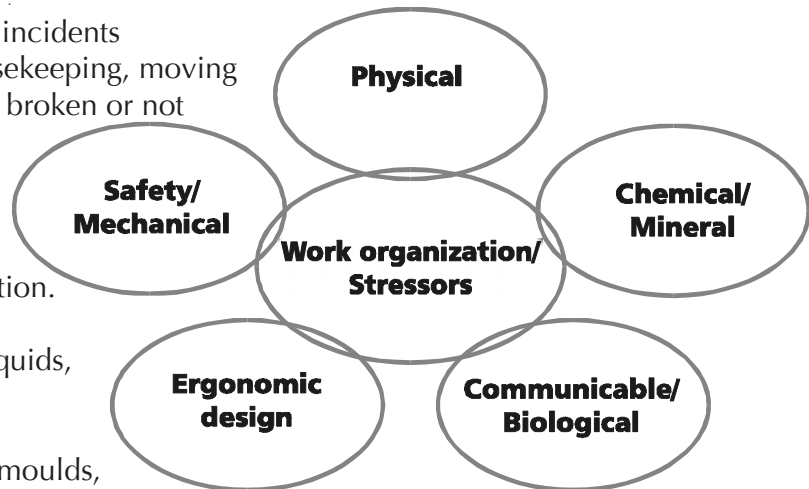 incidents
sekeeping, moving
broken or not
tion.
quids,
moulds,
Physical
Safety/
Mechanical
Chemical/
Mineral
Work organization/
Stressors
Ergonomic
design
Communicable/
Biological